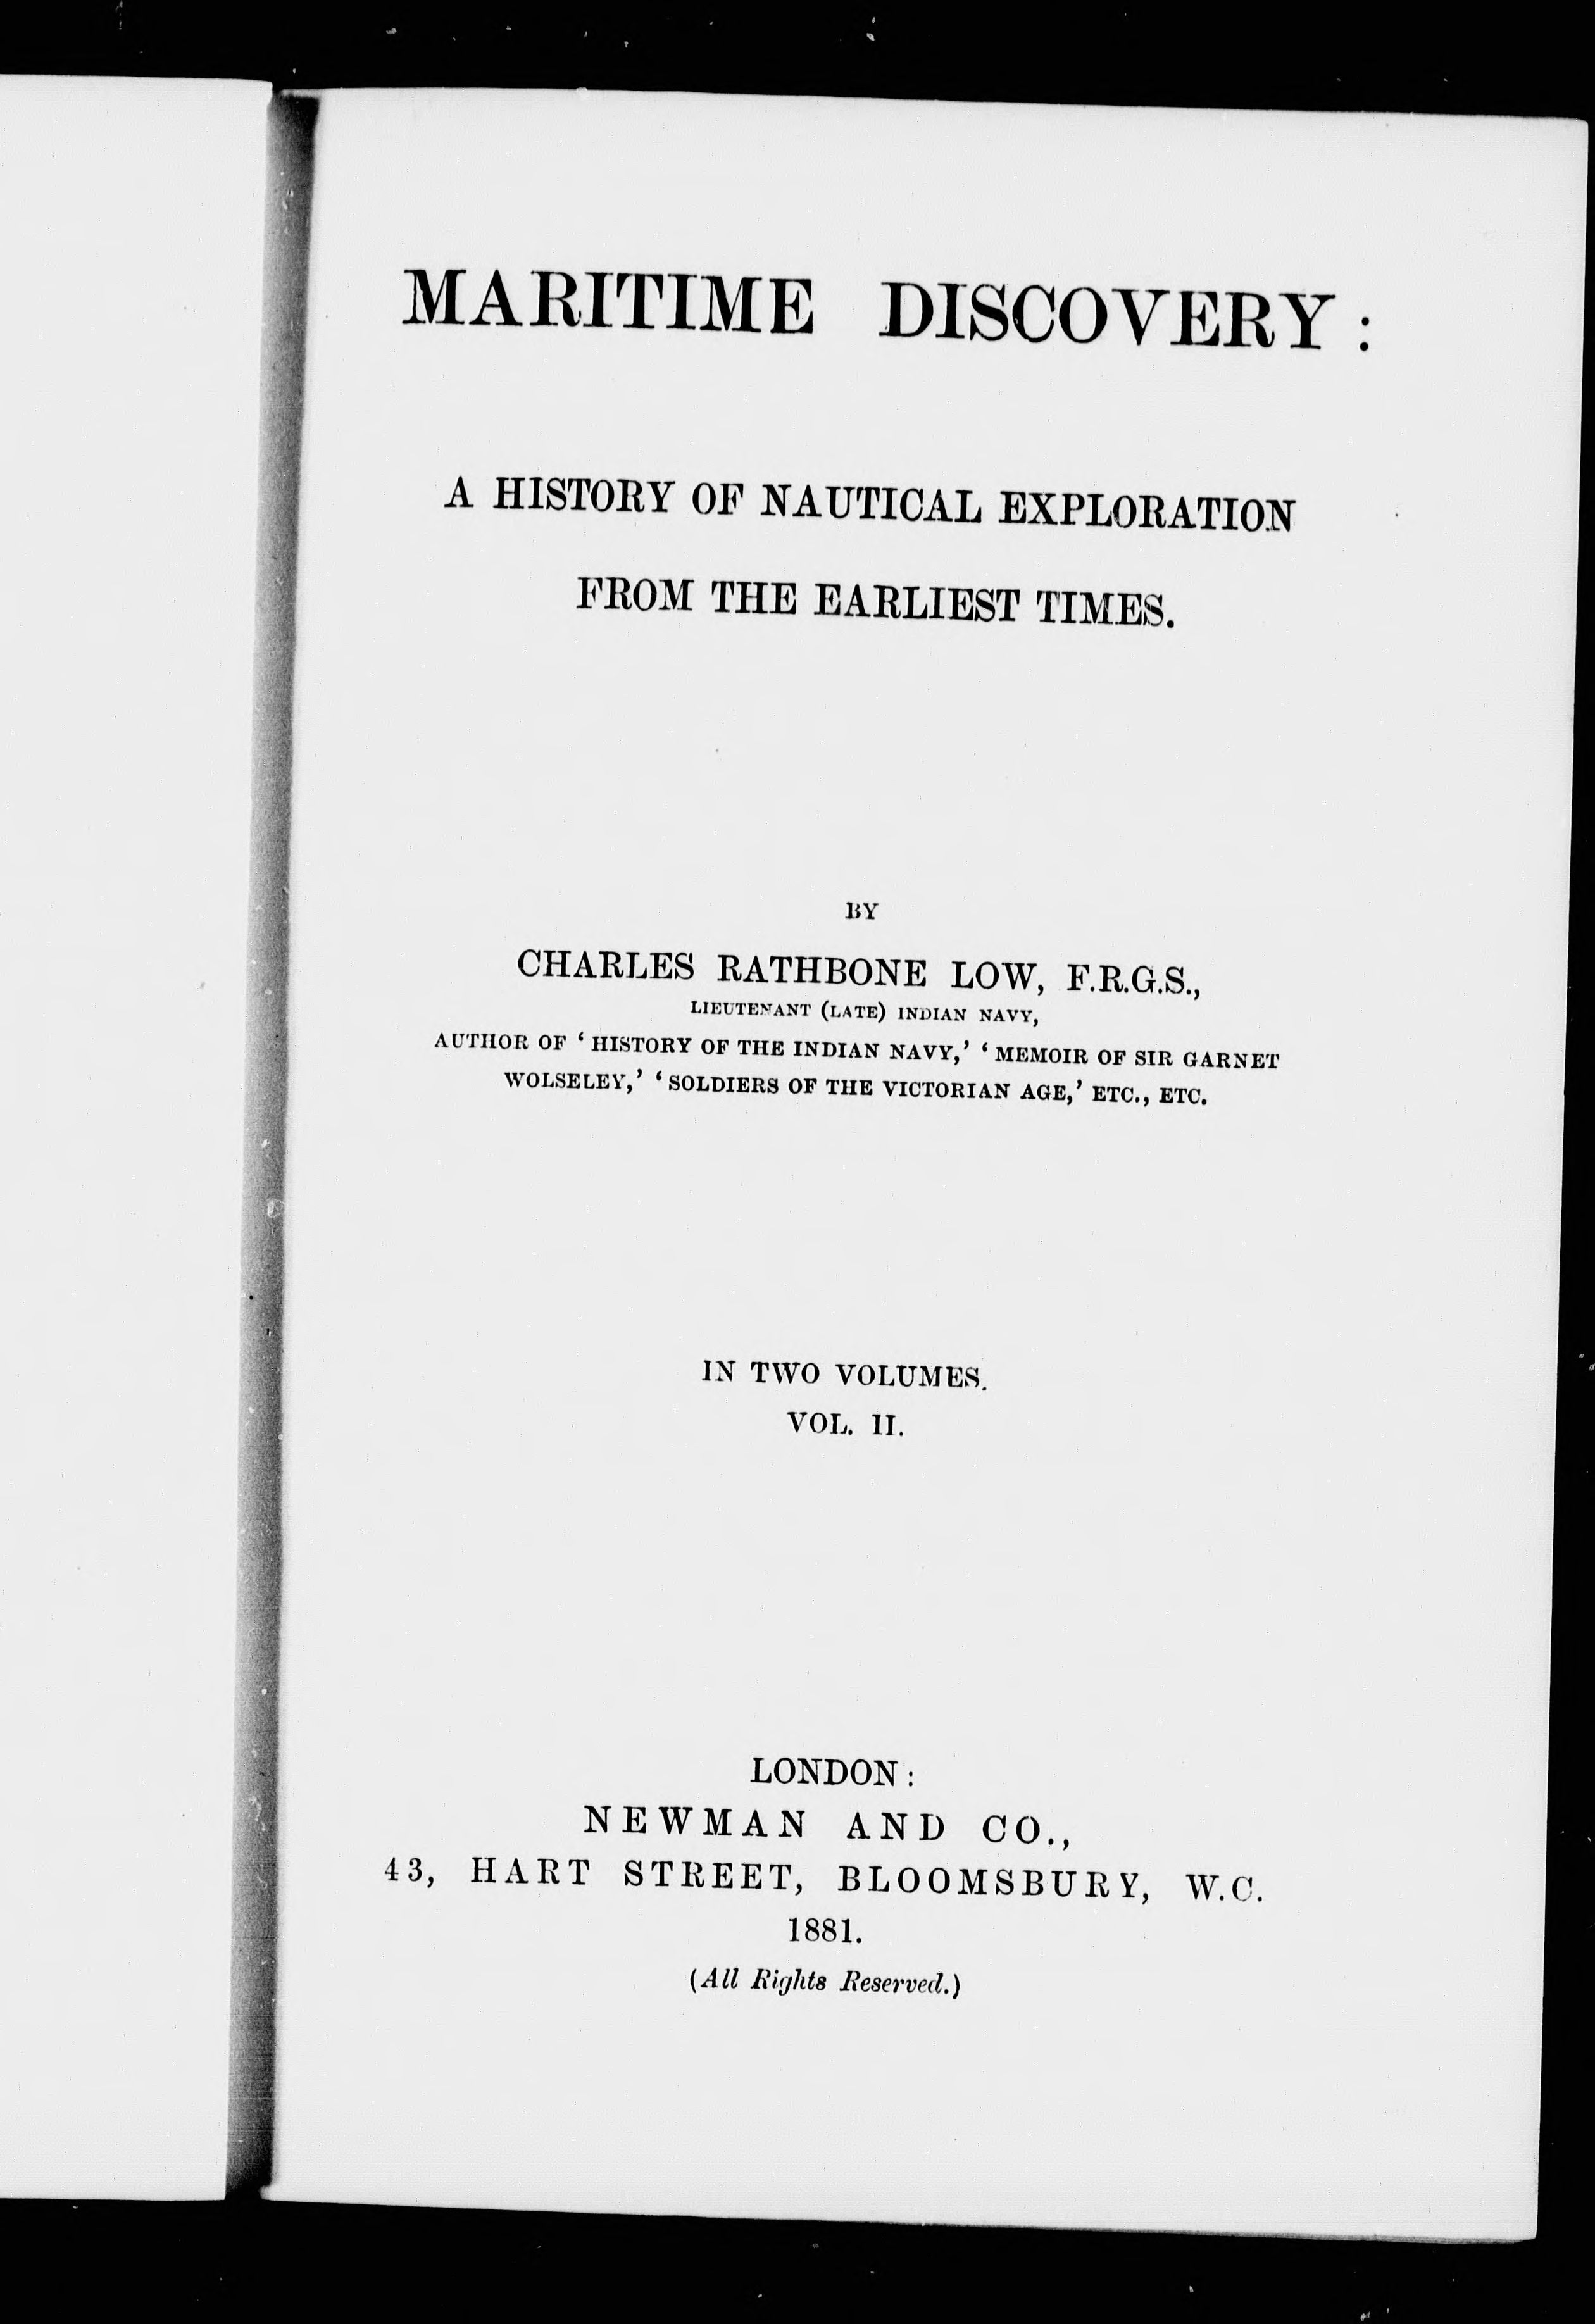 MARITIME DISCOVERY:
A HISTORY OF NAUTICAL EXPLORATION
FROM THE EARLIEST TIMES.
BY
CHARLES RATHBONE LOW, F.R.G.S.,
LIEUTENANT (LATE) INDIAN NAVY,
AUTHOR OF ‘HISTORY OF THE INDIAN NAVY,’ ‘MEMOIR OF SIR GARNET
WOLSELEY,’ ‘SOLDIERS OF THE VICTORIAN AGE,’ ETC., ETC.
IN TWO VOLUMES.
VOL. II.
LONDON:
NEWMAN AND CO.,
43, HART STREET, BLOOMSBURY, W.C.
1881.
(All Rights Reserved.)